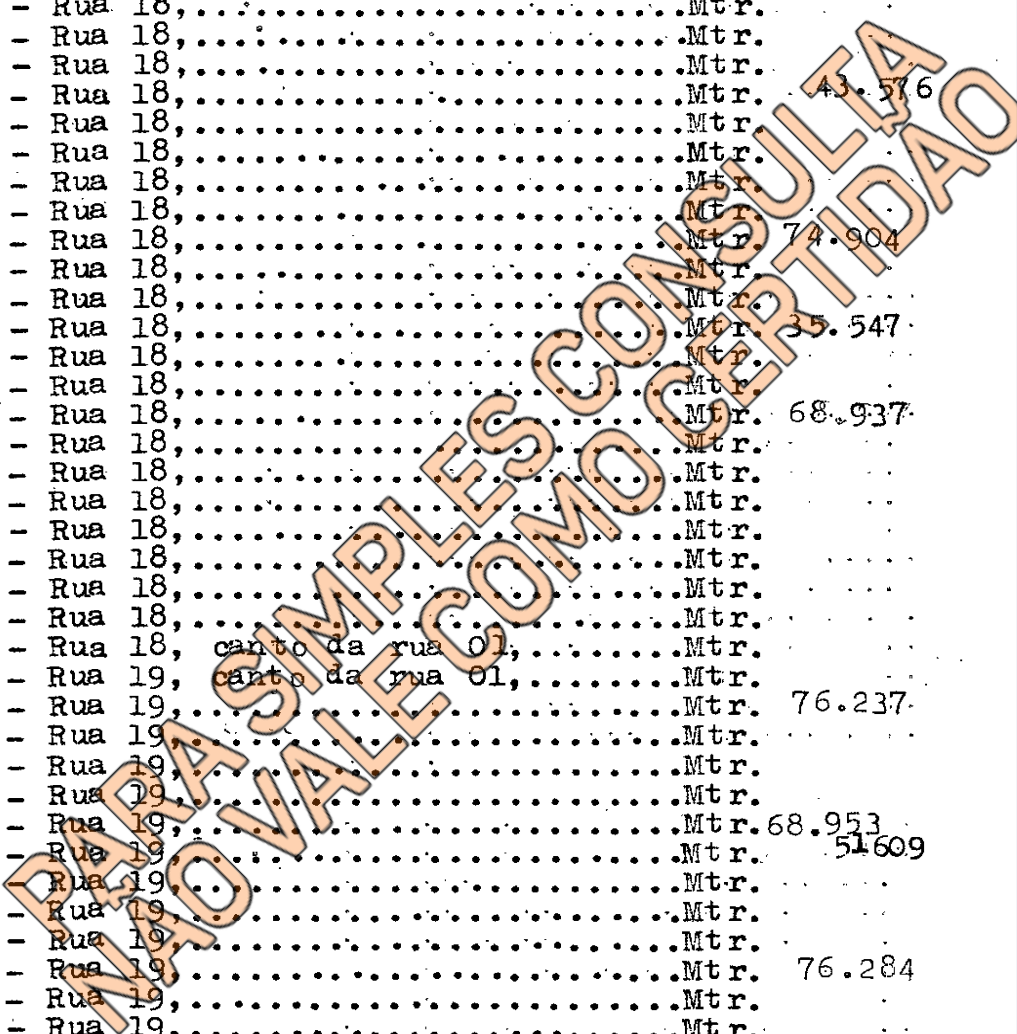 - Rua 18,..................................Mtr.
- Rua 18,..................................Mtr.
- Rua 18,..................................Mtr.
- Rua 18,..................................Mtr. 43.576
- Rua 18,..................................Mtr.
- Rua 18,..................................Mtr.
- Rua 18,..................................Mtr.
- Rua 18,..................................Mtr.
- Rua 18,..................................Mtr. 74.904
- Rua 18,..................................Mtr.
- Rua 18,..................................Mtr.
- Rua 18,..................................Mtr. 35.547
- Rua 18,..................................Mtr.
- Rua 18,..................................Mtr.
- Rua 18,..................................Mtr. 68.937
- Rua 18,..................................Mtr.
- Rua 18,..................................Mtr.
- Rua 18,..................................Mtr.
- Rua 18,..................................Mtr.
- Rua 18,..................................Mtr.
- Rua 18,..................................Mtr.
- Rua 18,..................................Mtr.
- Rua 18, canto da rua 01,.........Mtr.
- Rua 19, canto da rua 01,.........Mtr.
- Rua 19,..................................Mtr. 76.237
- Rua 19,..................................Mtr.
- Rua 19,..................................Mtr.
- Rua 19,..................................Mtr.
- Rua 19,..................................Mtr. 68.953
- Rua 19,..................................Mtr. 51609
- Rua 19,..................................Mtr.
- Rua 19,..................................Mtr.
- Rua 19,..................................Mtr.
- Rua 19,..................................Mtr. 76.284
- Rua 19,..................................Mtr.
- Rua 19,..................................Mtr.
PARA SIMPLES CONSULTA
NÃO VALE COMO CERTIDÃO